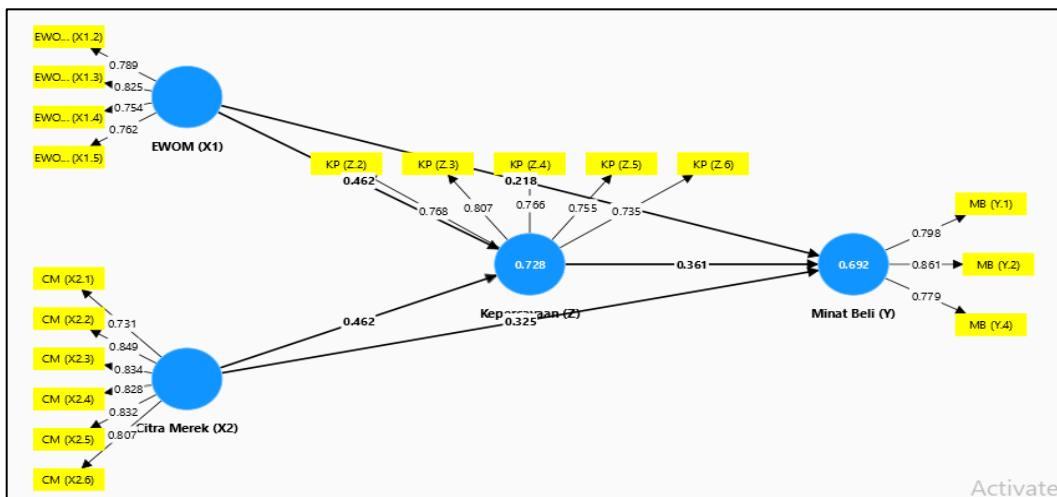 EWO... (X1.2)
0.789
EWO... (X1.3)
0.825
EWO... (X1.4)
0.754
EWO... (X1.5)
0.762
EWOM (X1)
KP (Z.2)
KP (Z.3)
KP (Z.4)
KP (Z.5)
KP (Z.6)
0.462
0.218
0.768
0.807
0.766
0.755
0.735
MB (Y.1)
0.798
0.728
0.361
0.692
0.861
MB (Y.2)
0.779
Kepercayaan (Z)
Minat Beli (Y)
MB (Y.4)
CM (X2.1)
0.731
CM (X2.2)
0.849
0.462
0.325
CM (X2.3)
0.834
CM (X2.4)
0.828
0.832
CM (X2.5)
0.807
Citra Merek (X2)
CM (X2.6)
Activate